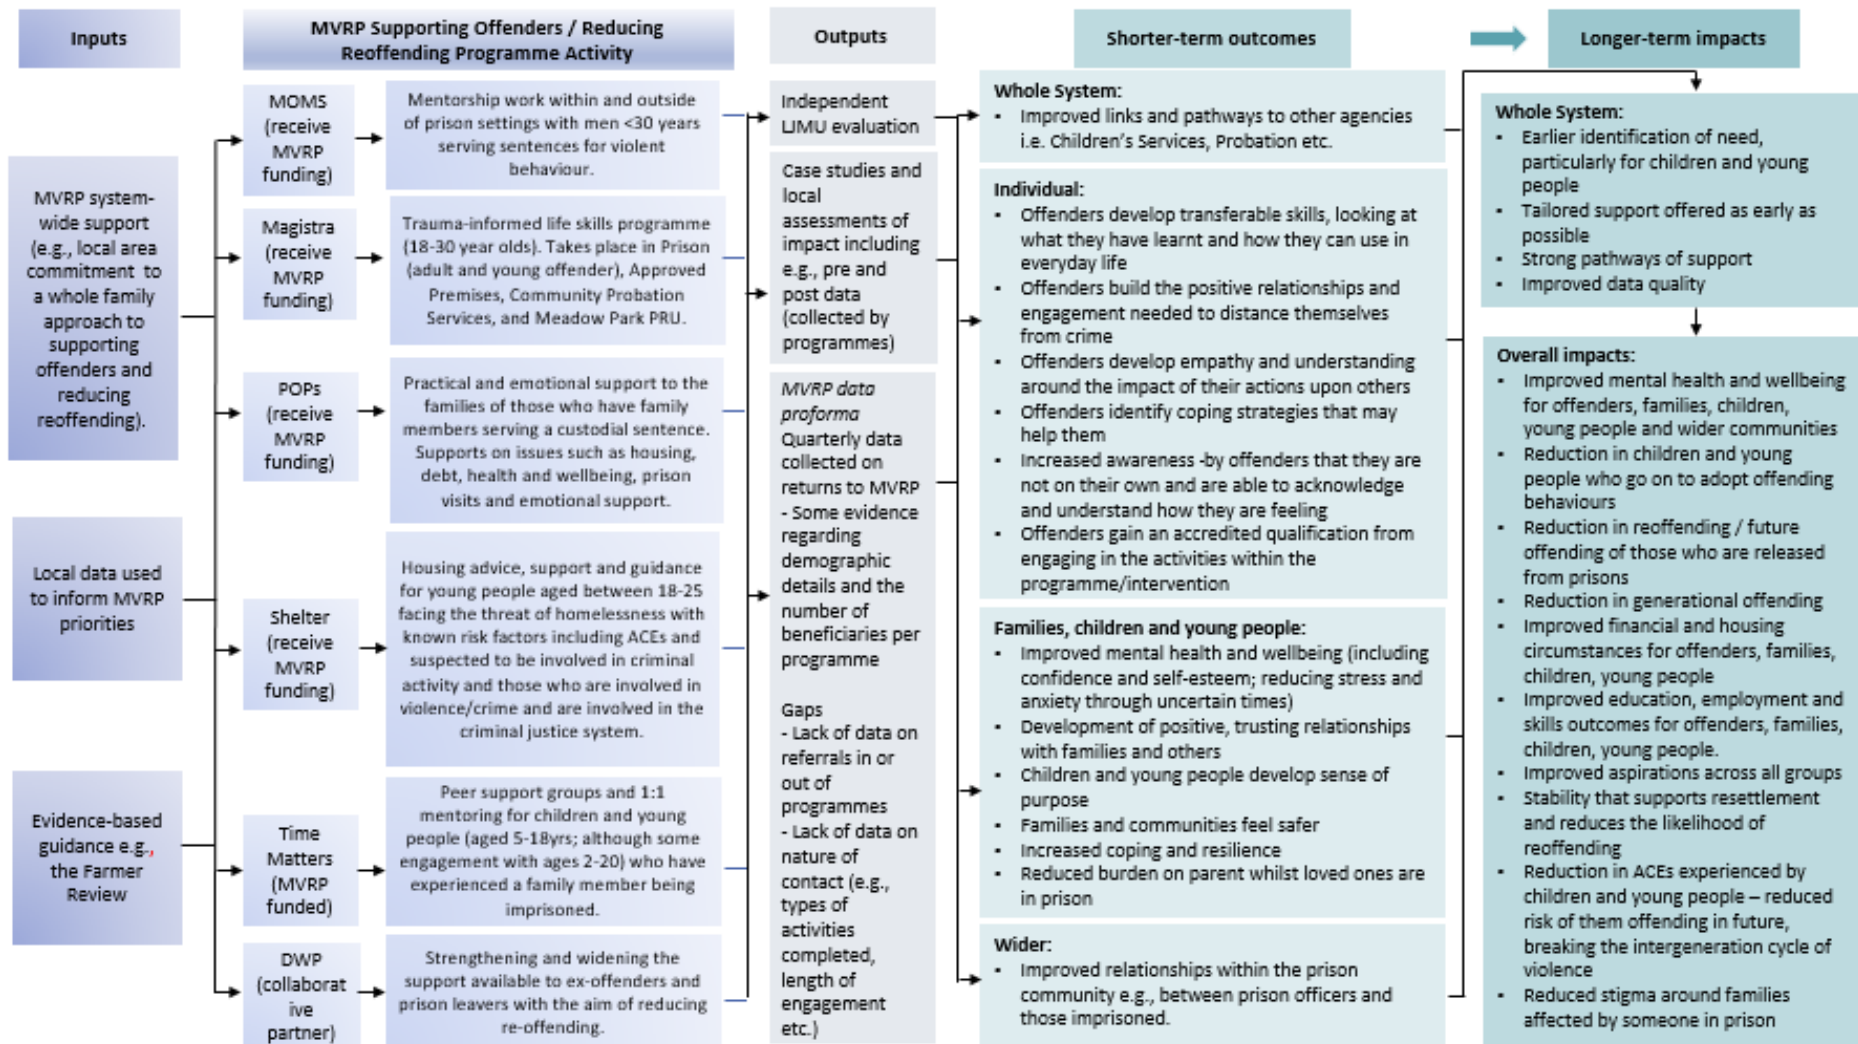 Inputs
MVRP Supporting Offenders / Reducing
Reoffending Programme Activity
Outputs
Shorter-term outcomes
Longer-term impacts
MVRP system-
wide support
(e.g., local area
commitment to
a whole family
approach to
supporting
offenders and
reducing
reoffending).
Local data used
to inform MVRP
priorities
Evidence-based
guidance e.g.,
the Farmer
Review
MOMS
(receive
MVRP
funding)
Mentorship work within and outside
of prison settings with men <30 years
serving sentences for violent
behaviour.
Magistra
(receive
MVRP
funding)
Trauma-informed life skills programme
(18-30 year olds). Takes place in Prison
(adult and young offender), Approved
Premises, Community Probation
Services, and Meadow Park PRU.
POPs
(receive
MVRP
funding)
Practical and emotional support to the
families of those who have family
members serving a custodial sentence.
Supports on issues such as housing,
debt, health and wellbeing, prison
visits and emotional support.
Shelter
(receive
MVRP
funding)
Housing advice, support and guidance
for young people aged between 18-25
facing the threat of homelessness with
known risk factors including ACEs and
suspected to be involved in criminal
activity and those who are involved in
violence/crime and are involved in the
criminal justice system.
Time
Matters
(MVRP
funded)
Peer support groups and 1:1
mentoring for children and young
people (aged 5-18yrs; although some
engagement with ages 2-20) who have
experienced a family member being
imprisoned.
DWP
(collaborat
ive
partner)
Strengthening and widening the
support available to ex-offenders and
prison leavers with the aim of reducing
re-offending.
Independent
LJMU evaluation
Case studies and
local
assessments of
impact including
e.g., pre and
post data
(collected by
programmes)
MVRP data
proforma
Quarterly data
collected on
returns to MVRP
- Some evidence
regarding
demographic
details and the
number of
beneficiaries per
programme
Gaps
- Lack of data on
referrals in or
out of
programmes
- Lack of data on
nature of
contact (e.g.,
types of
activities
completed,
length of
engagement
etc.)
Whole System:
▪ Improved links and pathways to other agencies
i.e. Children's Services, Probation etc.
Individual:
▪ Offenders develop transferable skills, looking at
what they have learnt and how they can use in
everyday life
▪ Offenders build the positive relationships and
engagement needed to distance themselves
from crime
▪ Offenders develop empathy and understanding
around the impact of their actions upon others
▪ Offenders identify coping strategies that may
help them
▪ Increased awareness -by offenders that they are
not on their own and are able to acknowledge
and understand how they are feeling
▪ Offenders gain an accredited qualification from
engaging in the activities within the
programme/intervention
Families, children and young people:
▪ Improved mental health and wellbeing (including
confidence and self-esteem; reducing stress and
anxiety through uncertain times)
▪ Development of positive, trusting relationships
with families and others
▪ Children and young people develop sense of
purpose
▪ Families and communities feel safer
▪ Increased coping and resilience
▪ Reduced burden on parent whilst loved ones are
in prison
Wider:
▪ Improved relationships within the prison
community e.g., between prison officers and
those imprisoned.
Whole System:
▪ Earlier identification of need,
particularly for children and young
people
▪ Tailored support offered as early as
possible
▪ Strong pathways of support
▪ Improved data quality
Overall impacts:
▪ Improved mental health and wellbeing
for offenders, families, children,
young people and wider communities
▪ Reduction in children and young
people who go on to adopt offending
behaviours
▪ Reduction in reoffending / future
offending of those who are released
from prisons
▪ Reduction in generational offending
▪ Improved financial and housing
circumstances for offenders, families,
children, young people
▪ Improved education, employment and
skills outcomes for offenders, families,
children, young people.
▪ Improved aspirations across all groups
▪ Stability that supports resettlement
and reduces the likelihood of
reoffending
▪ Reduction in ACEs experienced by
children and young people – reduced
risk of them offending in future,
breaking the intergeneration cycle of
violence
▪ Reduced stigma around families
affected by someone in prison